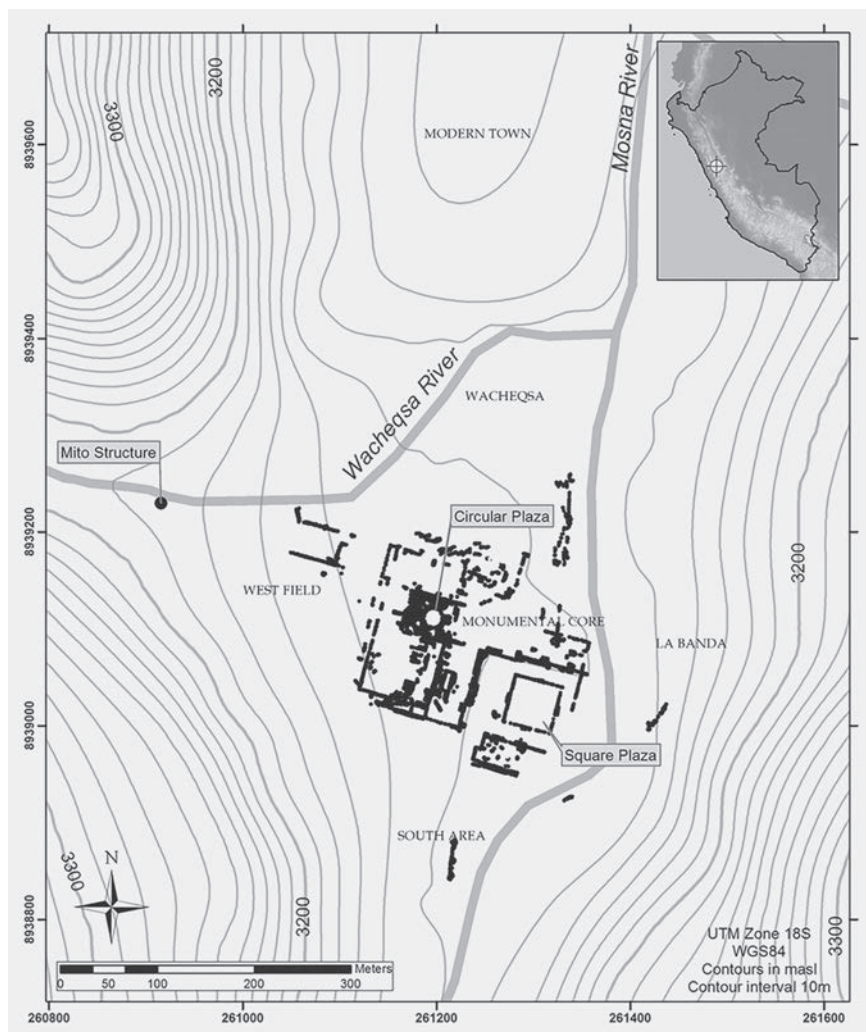 3300
3200
MODERN TOWN
Mosna River
8939600
8939400
Wacheqsa River
WACHEQSA
Mito Structure
8939200
Circular Plaza
WEST FIELD
MONUMENTAL CORE
3200
LA BANDA
8939000
Square Plaza
SOUTH AREA
N
3300
3200
8938800
UTM Zone 18S
WGS84
3300
Contours in masl
Contour interval 10m
Meters
0 50 100 200 300
260800 261000 261200 261400 261600